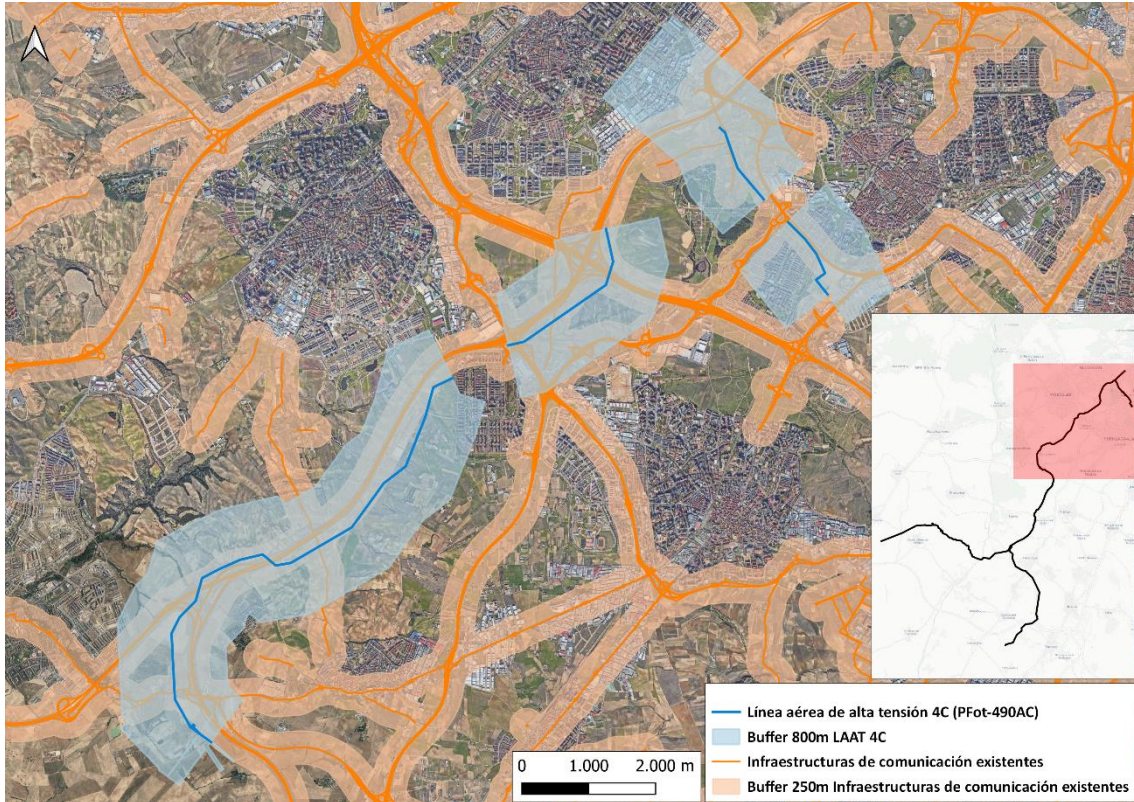 0 1.000 2.000 m
Línea aérea de alta tensión 4C (PFot-490AC)
Buffer 800m LAAT 4C
Infraestructuras de comunicación existentes
Buffer 250m Infraestructuras de comunicación existentes